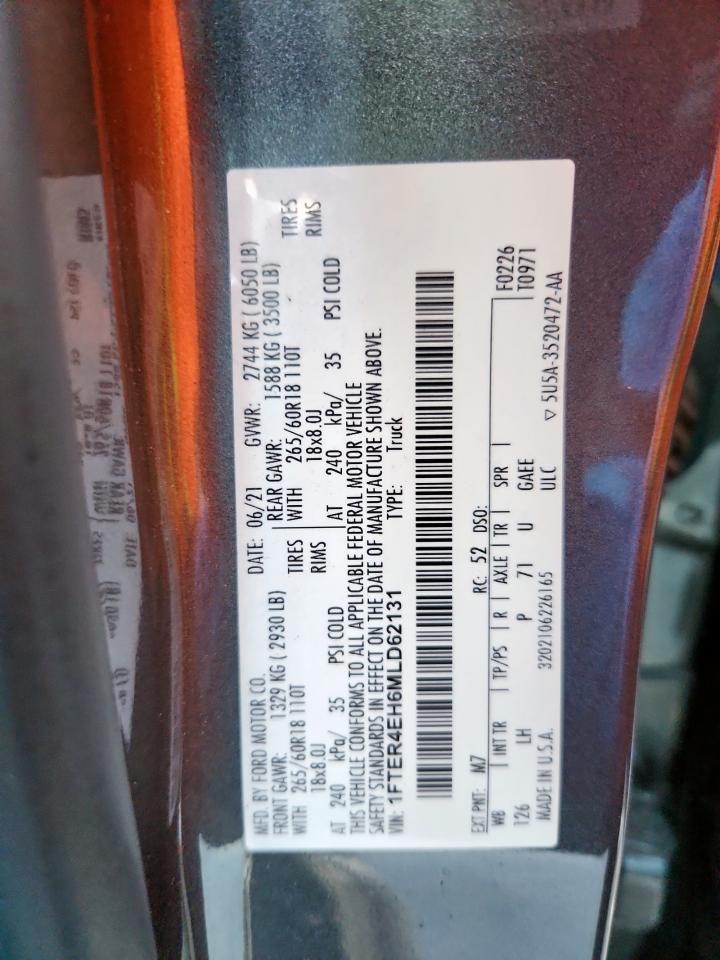 MFD. BY FORD MOTOR CO. DATE: 06/21 GVWR: 2744 KG ( 6050 LB)
FRONT GAWR: 1329 KG ( 2930 LB) REAR GAWR: 1588 KG ( 3500 LB)
WITH 265/60R18 110T TIRES WITH 265/60R18 110T TIRES
18x8.0J RIMS 18x8.0J RIMS
AT 240 kPa/ 35 PSI COLD AT 240 kPa/ 35 PSI COLD
THIS VEHICLE CONFORMS TO ALL APPLICABLE FEDERAL MOTOR VEHICLE
SAFETY STANDARDS IN EFFECT ON THE DATE OF MANUFACTURE SHOWN ABOVE.
VIN: 1FTER4EH6MLD62131 TYPE: Truck
EXT PNT: M7 RC: 52 DSO:
WB INT TR TP/PS R AXLE TR SPR F0226
126 LH P 71 U GAEE T0971
MADE IN U.S.A. 3202106226165 ULC ▽ 5U5A-3520472-AA